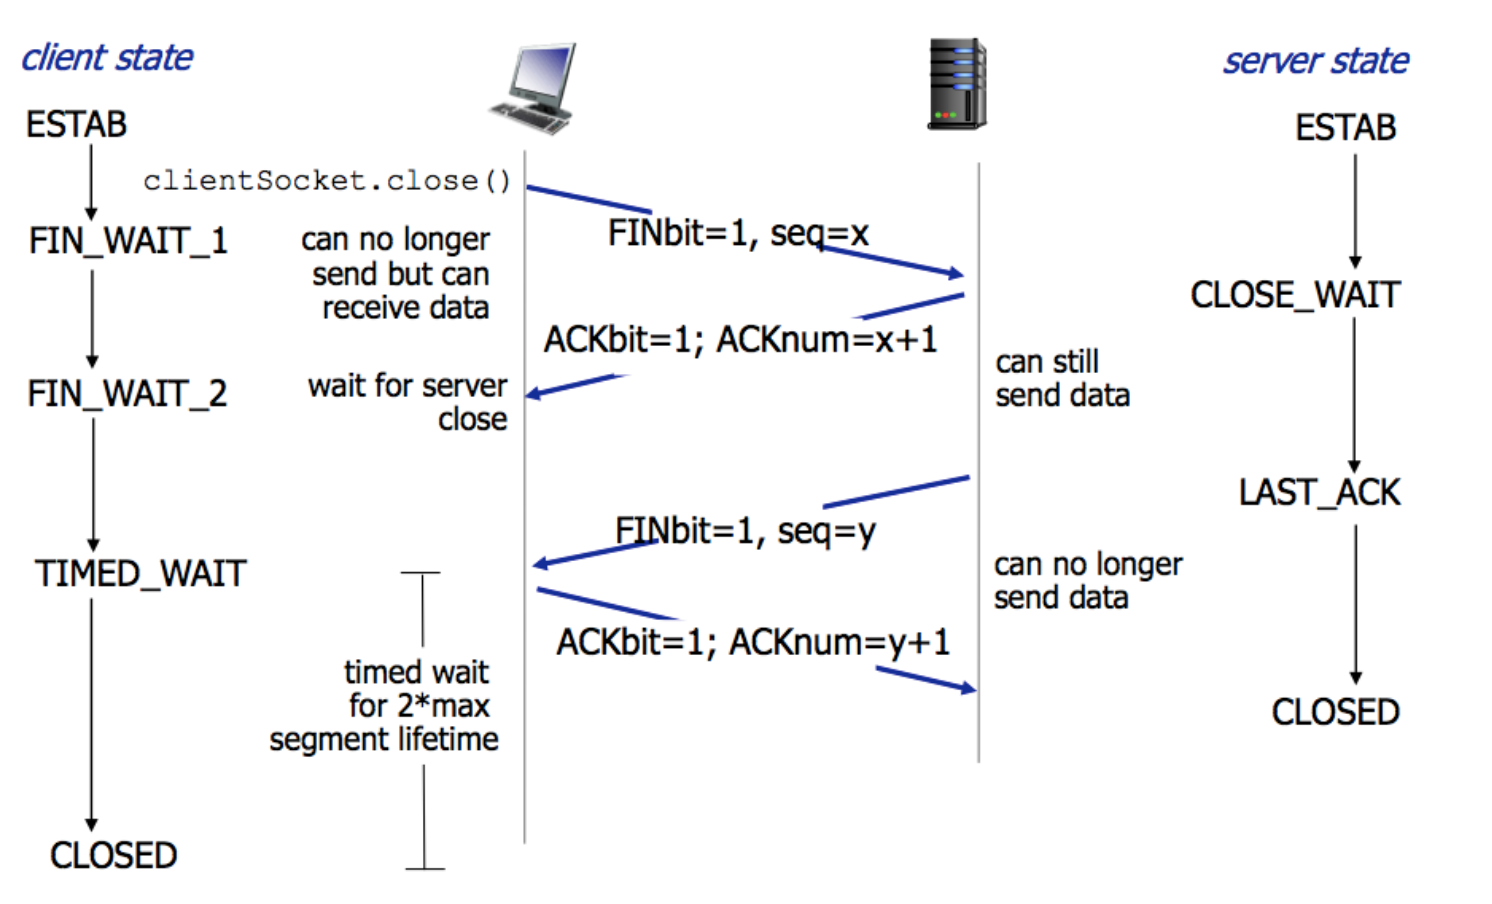 client state
server state
ESTAB
ESTAB
clientSocket.close()
FINbit=1, seq=x
FIN_WAIT_1
can no longer
send but can
receive data
CLOSE_WAIT
ACKbit=1; ACKnum=x+1
can still
send data
FIN_WAIT_2
wait for server
close
LAST_ACK
FINbit=1, seq=y
can no longer
send data
TIMED_WAIT
ACKbit=1; ACKnum=y+1
timed wait
for 2*max
segment lifetime
CLOSED
CLOSED